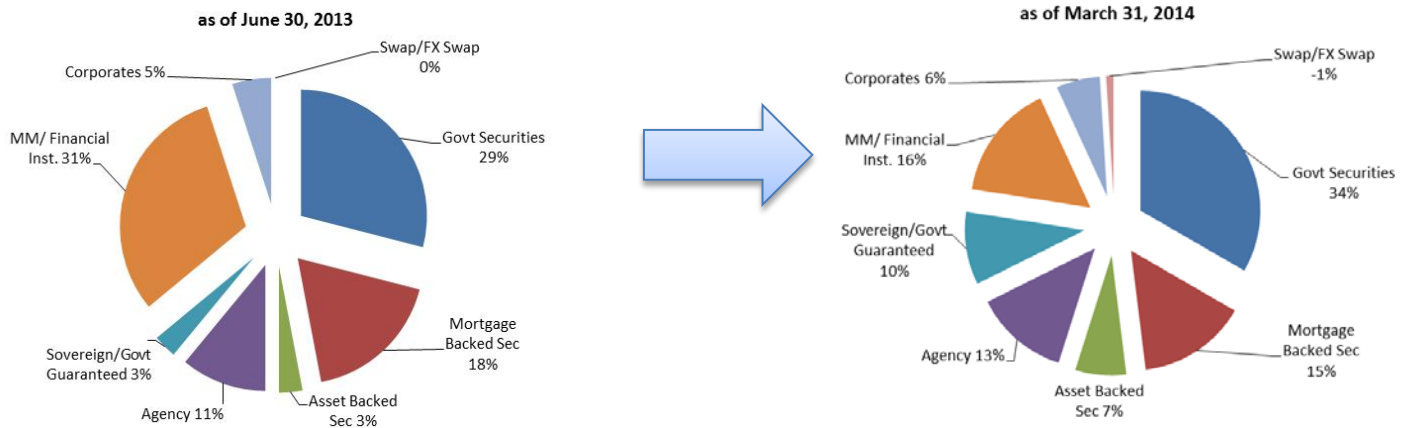 as of June 30, 2013
Swap/FX Swap
0%
Corporates 5%
MM/ Financial
Inst. 31%
Govt Securities
29%
Mortgage
Backed Sec
18%
Sovereign/Govt
Guaranteed 3%
Agency 11%
Asset Backed
Sec 3%
as of March 31, 2014
Swap/FX Swap
-1%
Corporates 6%
MM/ Financial
Inst. 16%
Govt Securities
34%
Sovereign/Govt
Guaranteed
10%
Mortgage
Backed Sec
15%
Agency 13%
Asset Backed
Sec 7%